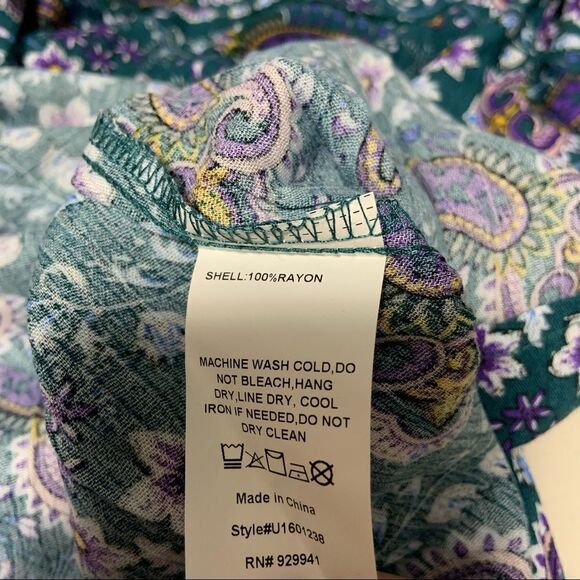 SHELL:100%RAYON
MACHINE WASH COLD,DO
NOT BLEACH,HANG
DRY,LINE DRY, COOL
IRON IF NEEDED,DO NOT
DRY CLEAN
Made in China
Style#U1601238
RN# 929941